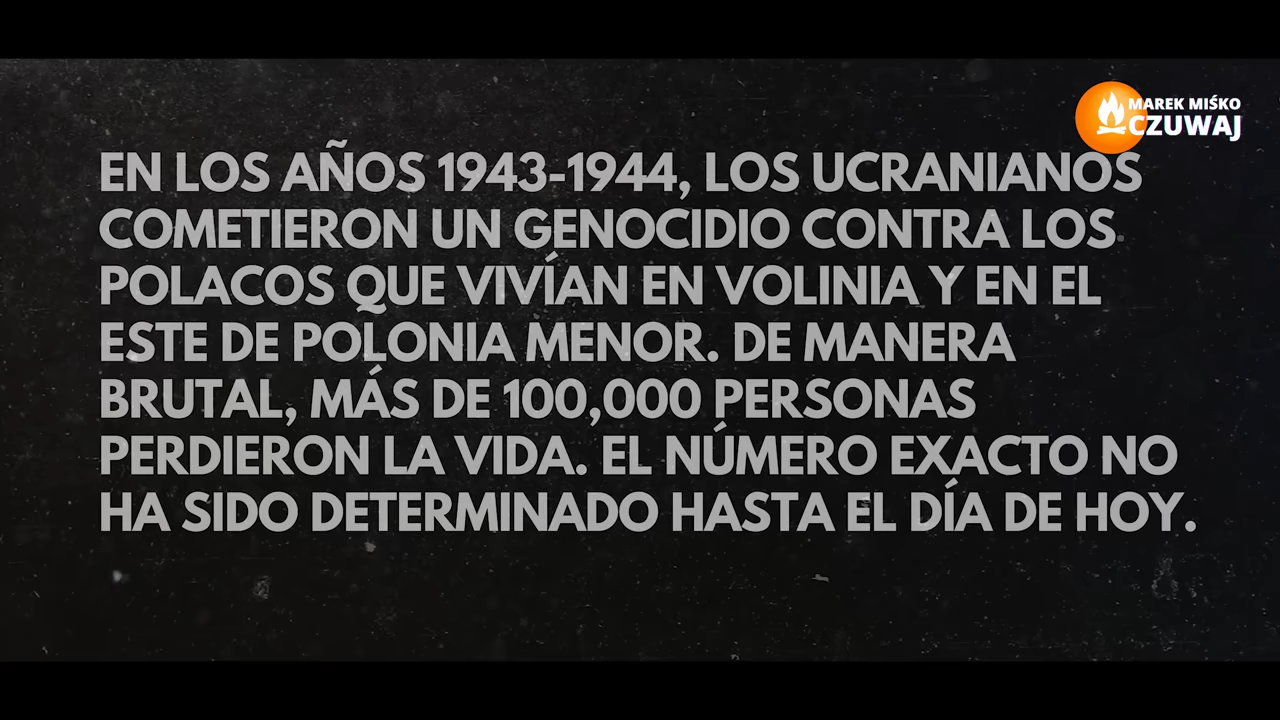 MAREK MIŚKO
CZUWAJ
EN LOS AÑOS 1943-1944, LOS UCRANIANOS
COMETIERON UN GENOCIDIO CONTRA LOS
POLACOS QUE VIVÍAN EN VOLINIA Y EN EL
ESTE DE POLONIA MENOR. DE MANERA
BRUTAL, MÁS DE 100,000 PERSONAS
PERDIERON LA VIDA. EL NÚMERO EXACTO NO
HA SIDO DETERMINADO HASTA EL DÍA DE HOY.